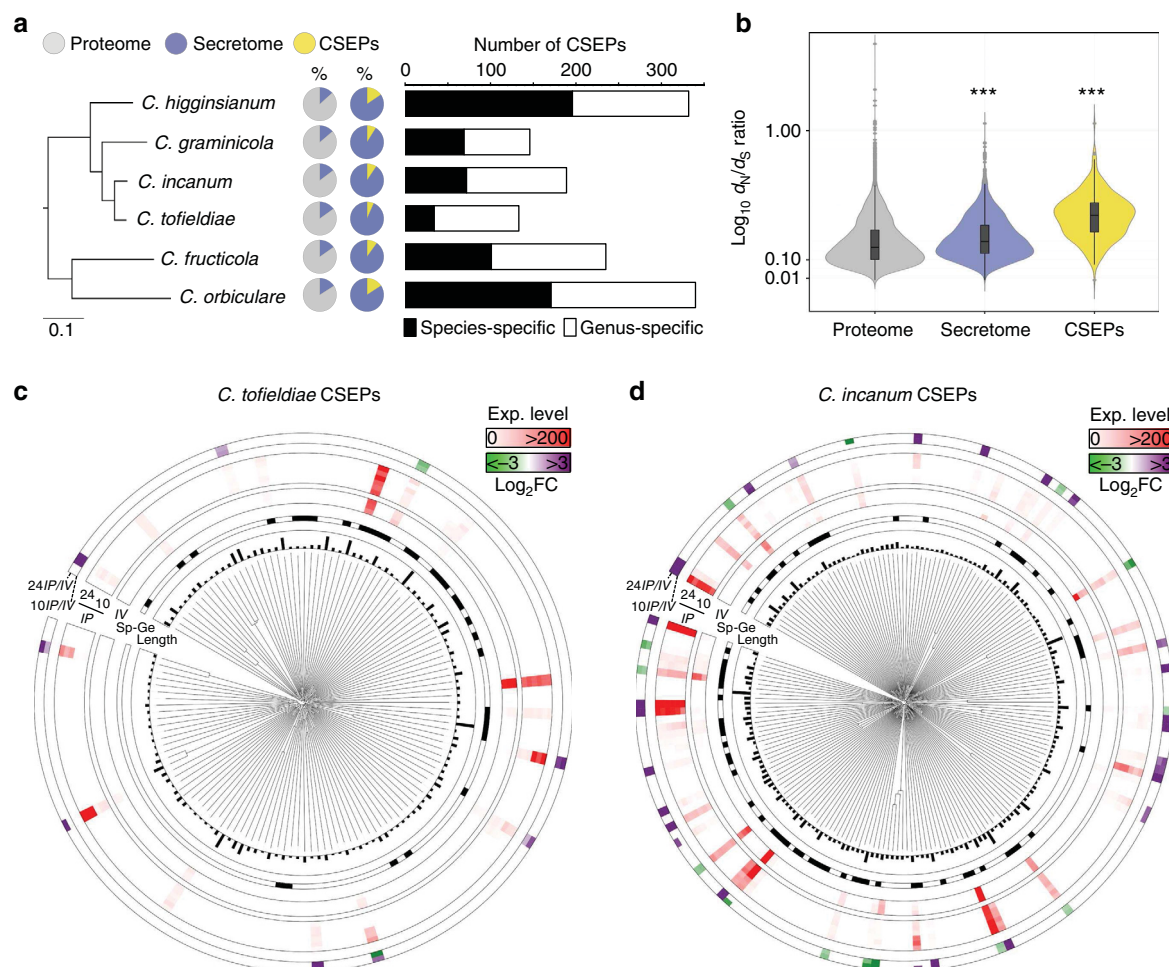 a
Proteome Secretome CSEPs
% %
Number of CSEPs
0 100 200 300
C. higginsianum
C. graminicola
C. incanum
C. tofieldiae
C. fructicola
C. orbiculare
0.1
Species-specific Genus-specific
b
Log10 dN/dS ratio
1.00
0.10
0.01
*** ***
Proteome Secretome CSEPs
c
C. tofieldiae CSEPs
Exp. level
0 >200
<–3 >3
Log2FC
24IP/IV
10IP/IV
24 10
IP
IV
Sp-Ge
Length
d
C. incanum CSEPs
Exp. level
0 >200
<–3 >3
Log2FC
24IP/IV
10IP/IV
24 10
IP
IV
Sp-Ge
Length